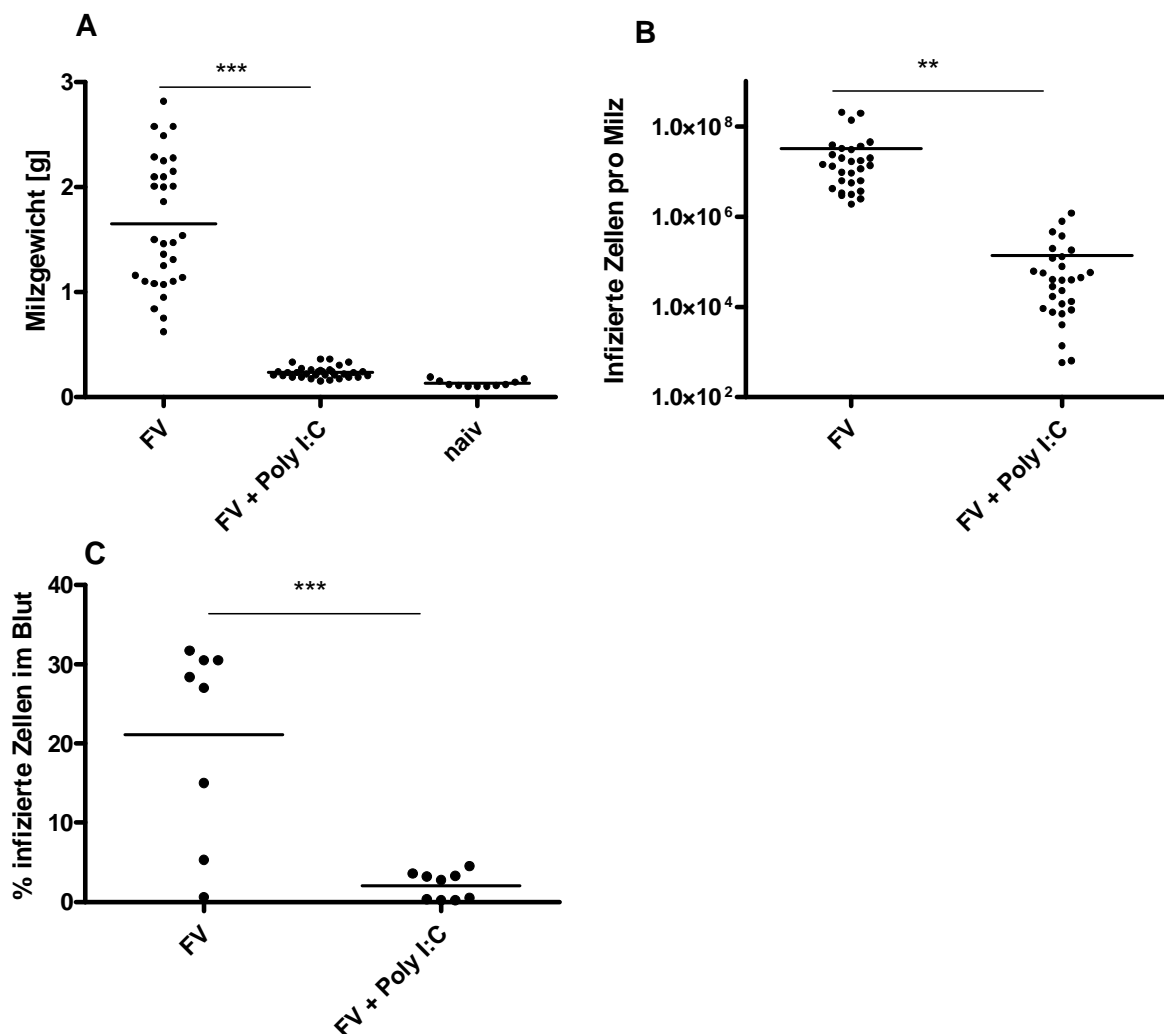 A
***
3
2
1
0
Milzgewicht [g]
FV
FV + Poly I:C
naiv
B
**
1.0×10⁸
1.0×10⁶
1.0×10⁴
1.0×10²
Infizierte Zellen pro Milz
FV
FV + Poly I:C
C
***
40
30
20
10
0
% infizierte Zellen im Blut
FV
FV + Poly I:C